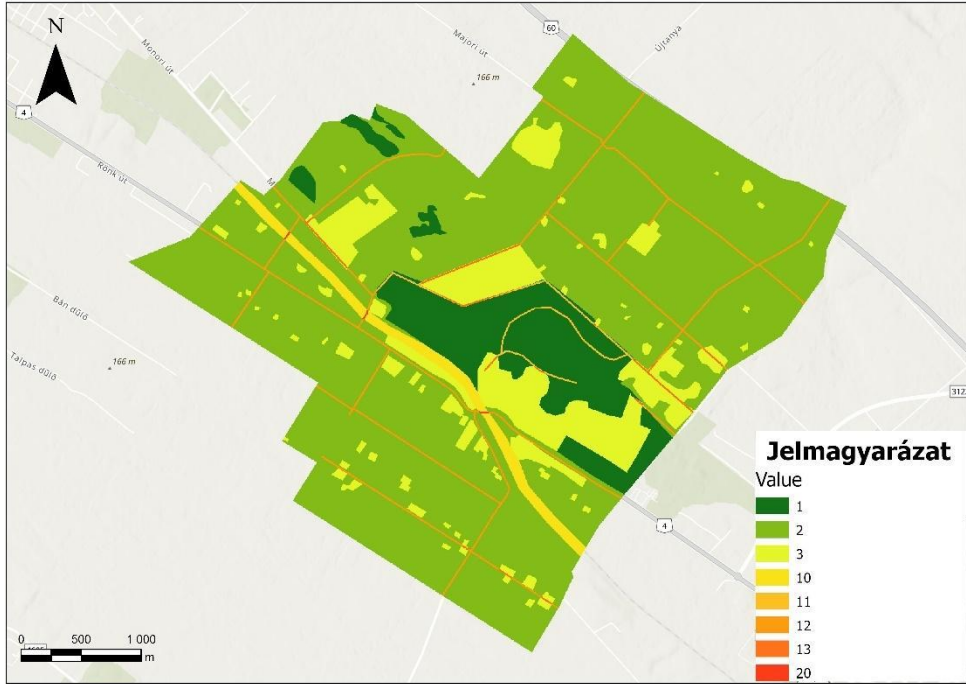 N
Monori út
Majori út
60
Újtanya
166 m
4
Rönk út
M
Bán dűlő
Talpas dűlő
166 m
312
4
Jelmagyarázat
Value
1
2
3
10
11
12
13
20
0 500 1 000
m